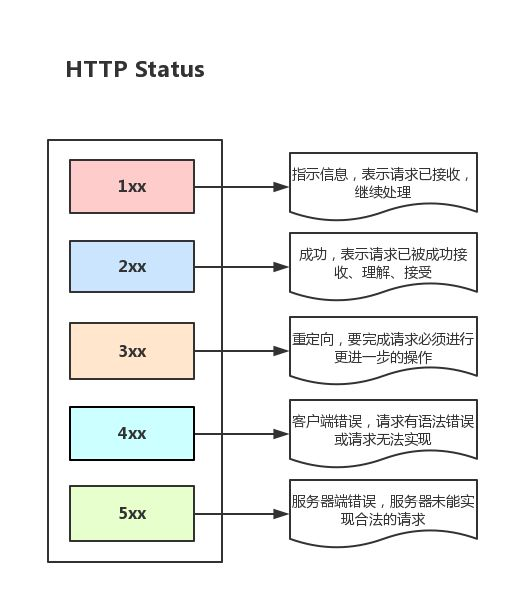 HTTP Status
1xx
指示信息，表示请求已接收，
继续处理
2xx
成功，表示请求已被成功接
收、理解、接受
3xx
重定向，要完成请求必须进行
更进一步的操作
4xx
客户端错误，请求有语法错误
或请求无法实现
5xx
服务器端错误，服务器未能实
现合法的请求